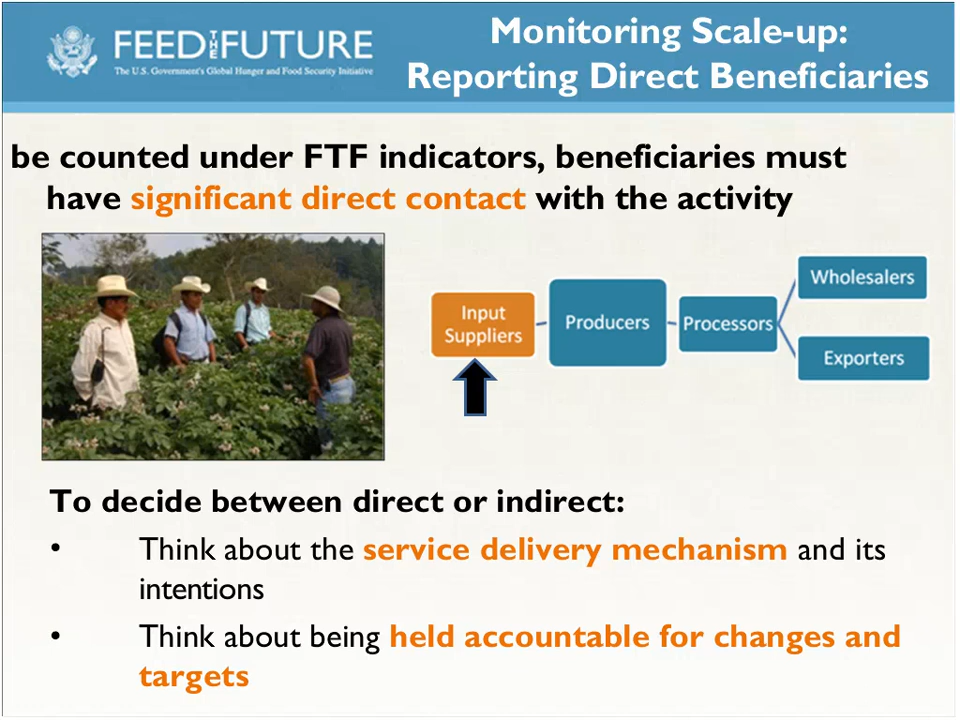 FEED THE FUTURE
The U.S. Government's Global Hunger and Food Security Initiative
Monitoring Scale-up:
Reporting Direct Beneficiaries
be counted under FTF indicators, beneficiaries must
have significant direct contact with the activity
Input
Suppliers
Producers
Processors
Wholesalers
Exporters
To decide between direct or indirect:
• Think about the service delivery mechanism and its
intentions
• Think about being held accountable for changes and
targets